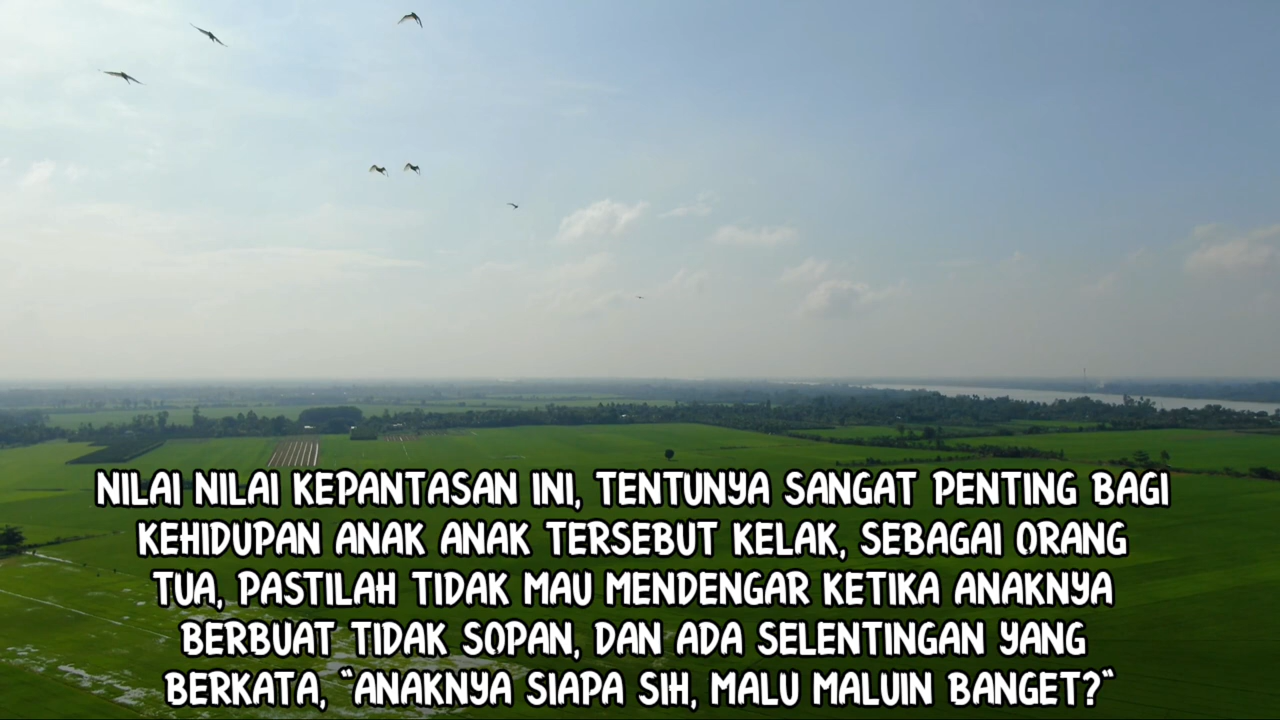 NILAI NILAI KEPANTASAN INI, TENTUNYA SANGAT PENTING BAGI
KEHIDUPAN ANAK ANAK TERSEBUT KELAK, SEBAGAI ORANG
TUA, PASTILAH TIDAK MAU MENDENGAR KETIKA ANAKNYA
BERBUAT TIDAK SOPAN, DAN ADA SELENTINGAN YANG
BERKATA, "ANAKNYA SIAPA SIH, MALU MALUIN BANGET?"